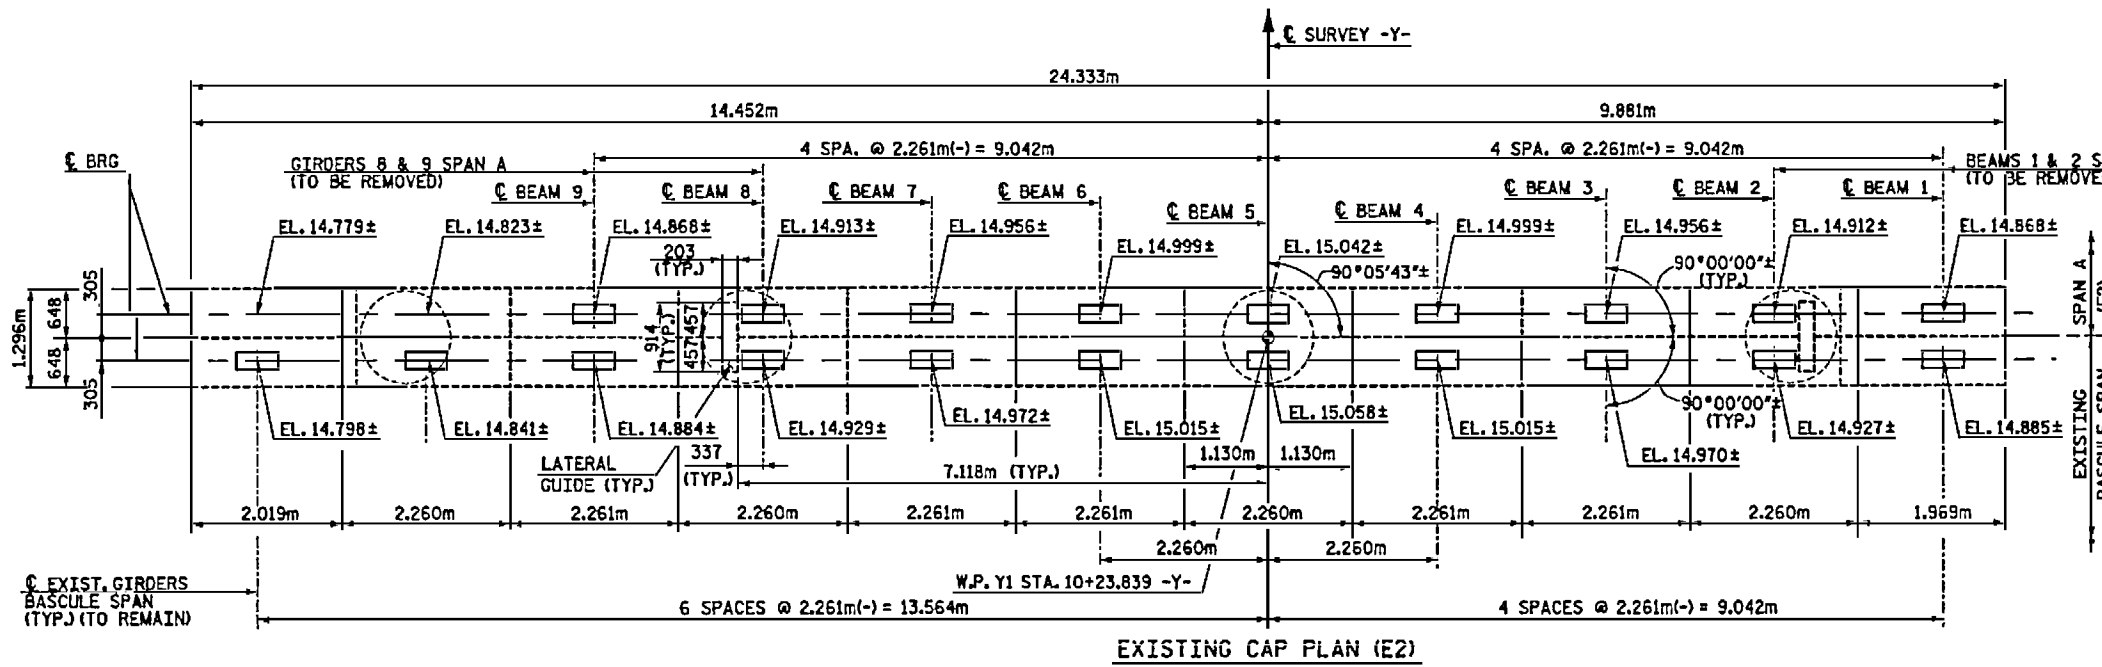 ℄ SURVEY -Y-
24.333m
14.452m
9.881m
℄ BRG
GIRDERS 8 & 9 SPAN A
(TO BE REMOVED)
4 SPA. @ 2.261m(-) = 9.042m
4 SPA. @ 2.261m(-) = 9.042m
BEAMS 1 & 2 S
(TO BE REMOVE
℄ BEAM 9
℄ BEAM 8
℄ BEAM 7
℄ BEAM 6
℄ BEAM 5
℄ BEAM 4
℄ BEAM 3
℄ BEAM 2
℄ BEAM 1
EL. 14.779±
EL. 14.823±
EL. 14.868±
EL. 14.913±
EL. 14.956±
EL. 14.999±
EL. 15.042±
EL. 14.999±
EL. 14.956±
EL. 14.912±
EL. 14.868±
203
(TYP.)
90°05'43"±
90°00'00"±
(TYP.)
305
648
1.296m
648
305
914
(TYP.)
457
457
SPAN A
EXISTING
EL. 14.798±
EL. 14.841±
EL. 14.884±
EL. 14.929±
EL. 14.972±
EL. 15.015±
EL. 15.058±
EL. 15.015±
EL. 14.970±
90°00'00"±
(TYP.)
EL. 14.927±
EL. 14.885±
LATERAL
GUIDE (TYP.)
337
(TYP.)
7.118m (TYP.)
1.130m
1.130m
2.019m
2.260m
2.261m
2.260m
2.261m
2.261m
2.260m
2.261m
2.261m
2.260m
1.969m
2.260m
2.260m
W.P. Y1 STA. 10+23.839 -Y-
℄ EXIST. GIRDERS
BASCULE SPAN
(TYP.) (TO REMAIN)
6 SPACES @ 2.261m(-) = 13.564m
4 SPACES @ 2.261m(-) = 9.042m
EXISTING CAP PLAN (E2)